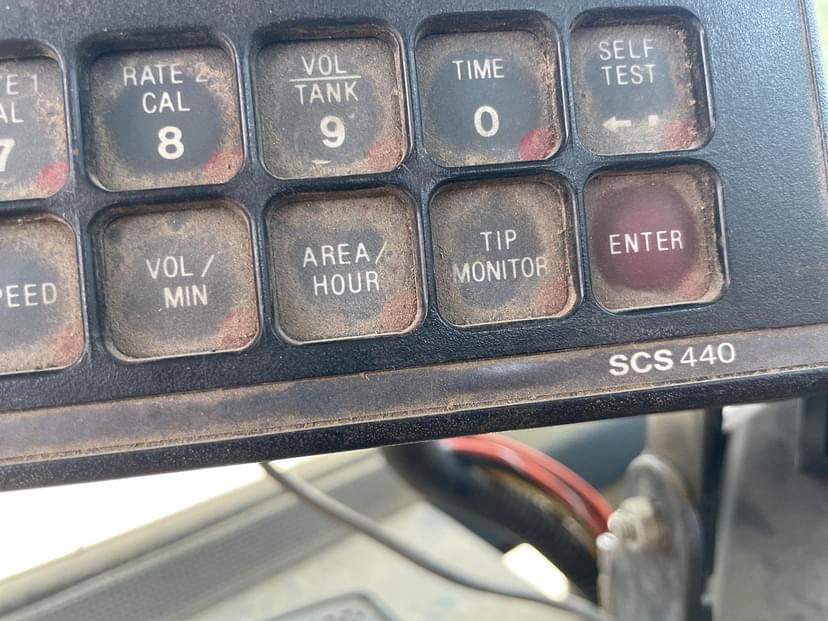 RATE 2
CAL
8
VOL
TANK
9
TIME
0
SELF
TEST
7
PEED
VOL /
MIN
AREA/
HOUR
TIP
MONITOR
ENTER
SCS 440